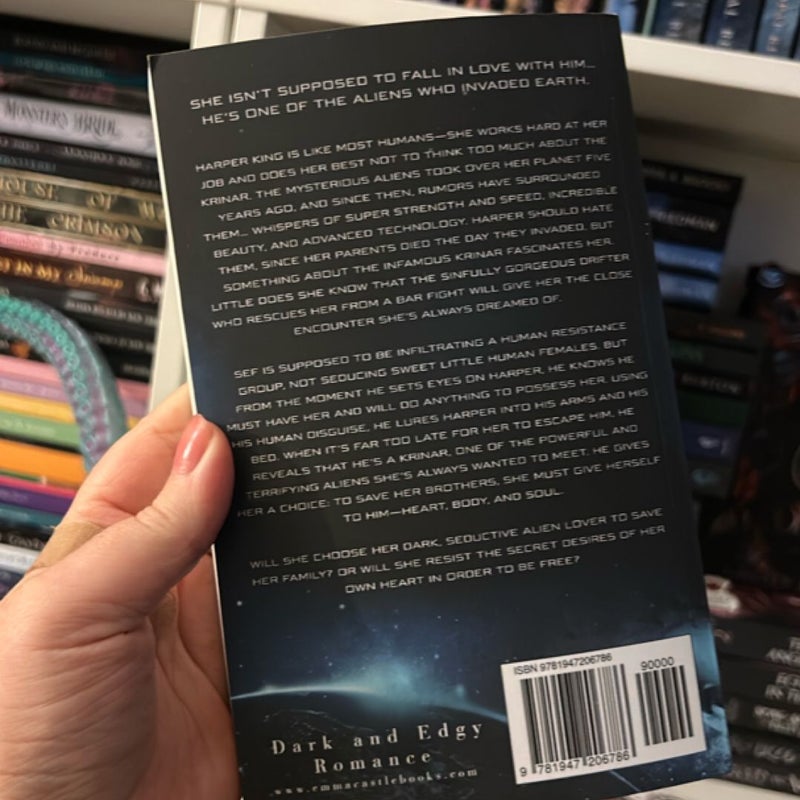 SHE ISN'T SUPPOSED TO FALL IN LOVE WITH HIM...
HE'S ONE OF THE ALIENS WHO INVADED EARTH.
HARPER KING IS LIKE MOST HUMANS—SHE WORKS HARD AT HER
JOB AND DOES HER BEST NOT TO THINK TOO MUCH ABOUT THE
KRINAR. THE MYSTERIOUS ALIENS TOOK OVER HER PLANET FIVE
YEARS AGO, AND SINCE THEN, RUMORS HAVE SURROUNDED
THEM... WHISPERS OF SUPER STRENGTH AND SPEED, INCREDIBLE
BEAUTY, AND ADVANCED TECHNOLOGY. HARPER SHOULD HATE
THEM, SINCE HER PARENTS DIED THE DAY THEY INVADED, BUT
SOMETHING ABOUT THE INFAMOUS KRINAR FASCINATES HER.
LITTLE DOES SHE KNOW THAT THE SINFULLY GORGEOUS DRIFTER
WHO RESCUES HER FROM A BAR FIGHT WILL GIVE HER THE CLOSE
ENCOUNTER SHE'S ALWAYS DREAMED OF.
SEF IS SUPPOSED TO BE INFILTRATING A HUMAN RESISTANCE
GROUP, NOT SEDUCING SWEET LITTLE HUMAN FEMALES. BUT
FROM THE MOMENT HE SETS EYES ON HARPER, HE KNOWS HE
MUST HAVE HER AND WILL DO ANYTHING TO POSSESS HER. USING
HIS HUMAN DISGUISE, HE LURES HARPER INTO HIS ARMS AND HIS
BED. WHEN IT'S FAR TOO LATE FOR HER TO ESCAPE HIM, HE
REVEALS THAT HE'S A KRINAR, ONE OF THE POWERFUL AND
TERRIFYING ALIENS SHE'S ALWAYS WANTED TO MEET. HE GIVES
HER A CHOICE: TO SAVE HER BROTHERS, SHE MUST GIVE HERSELF
TO HIM—HEART, BODY, AND SOUL.
WILL SHE CHOOSE HER DARK, SEDUCTIVE ALIEN LOVER TO SAVE
HER FAMILY? OR WILL SHE RESIST THE SECRET DESIRES OF HER
OWN HEART IN ORDER TO BE FREE?
Dark and Edgy
Romance
www.emmacastlebooks.com
ISBN 9781947206786
90000
9 781947 206786
MONSTER'S BRIDE
HOUSE OF
THE CRIMSON